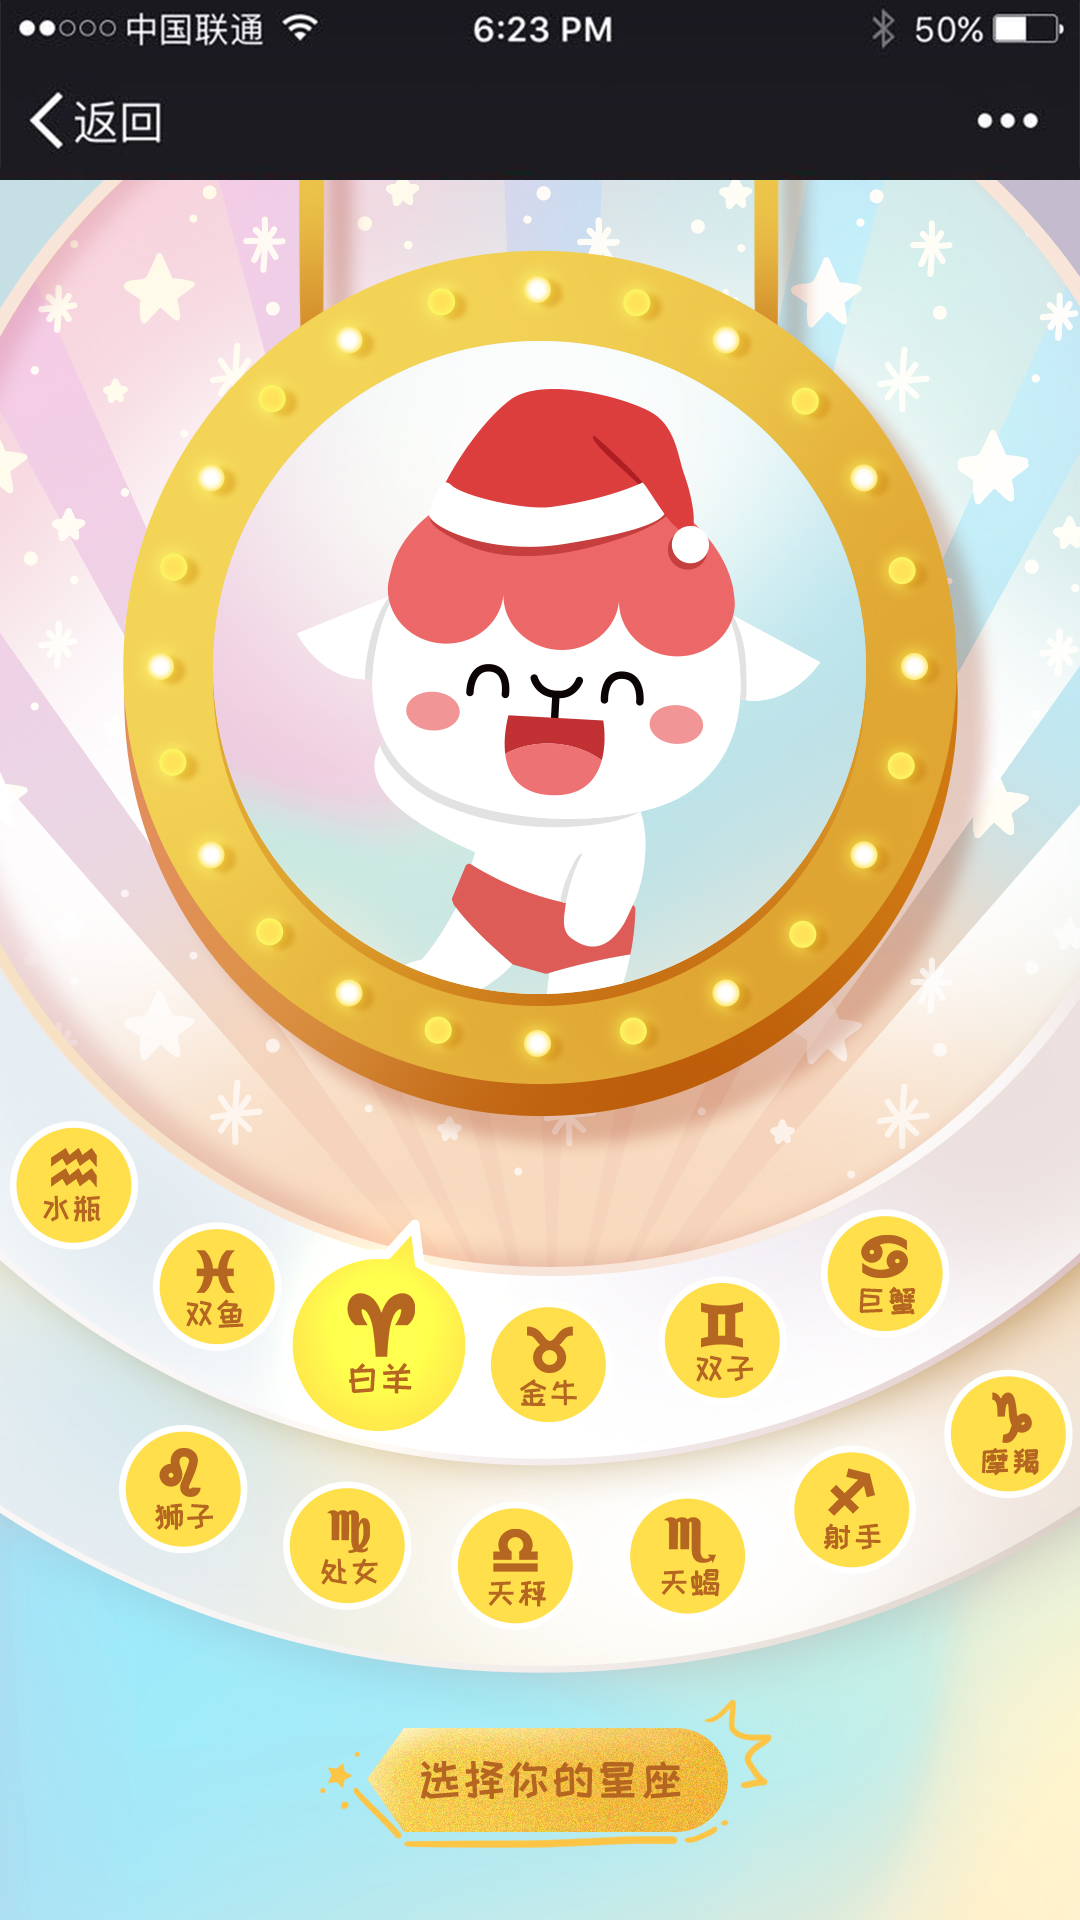 中国联通 6:23 PM 50%
返回
水瓶
双鱼
白羊
金牛
双子
巨蟹
狮子
处女
天秤
天蝎
射手
摩羯
选择你的星座